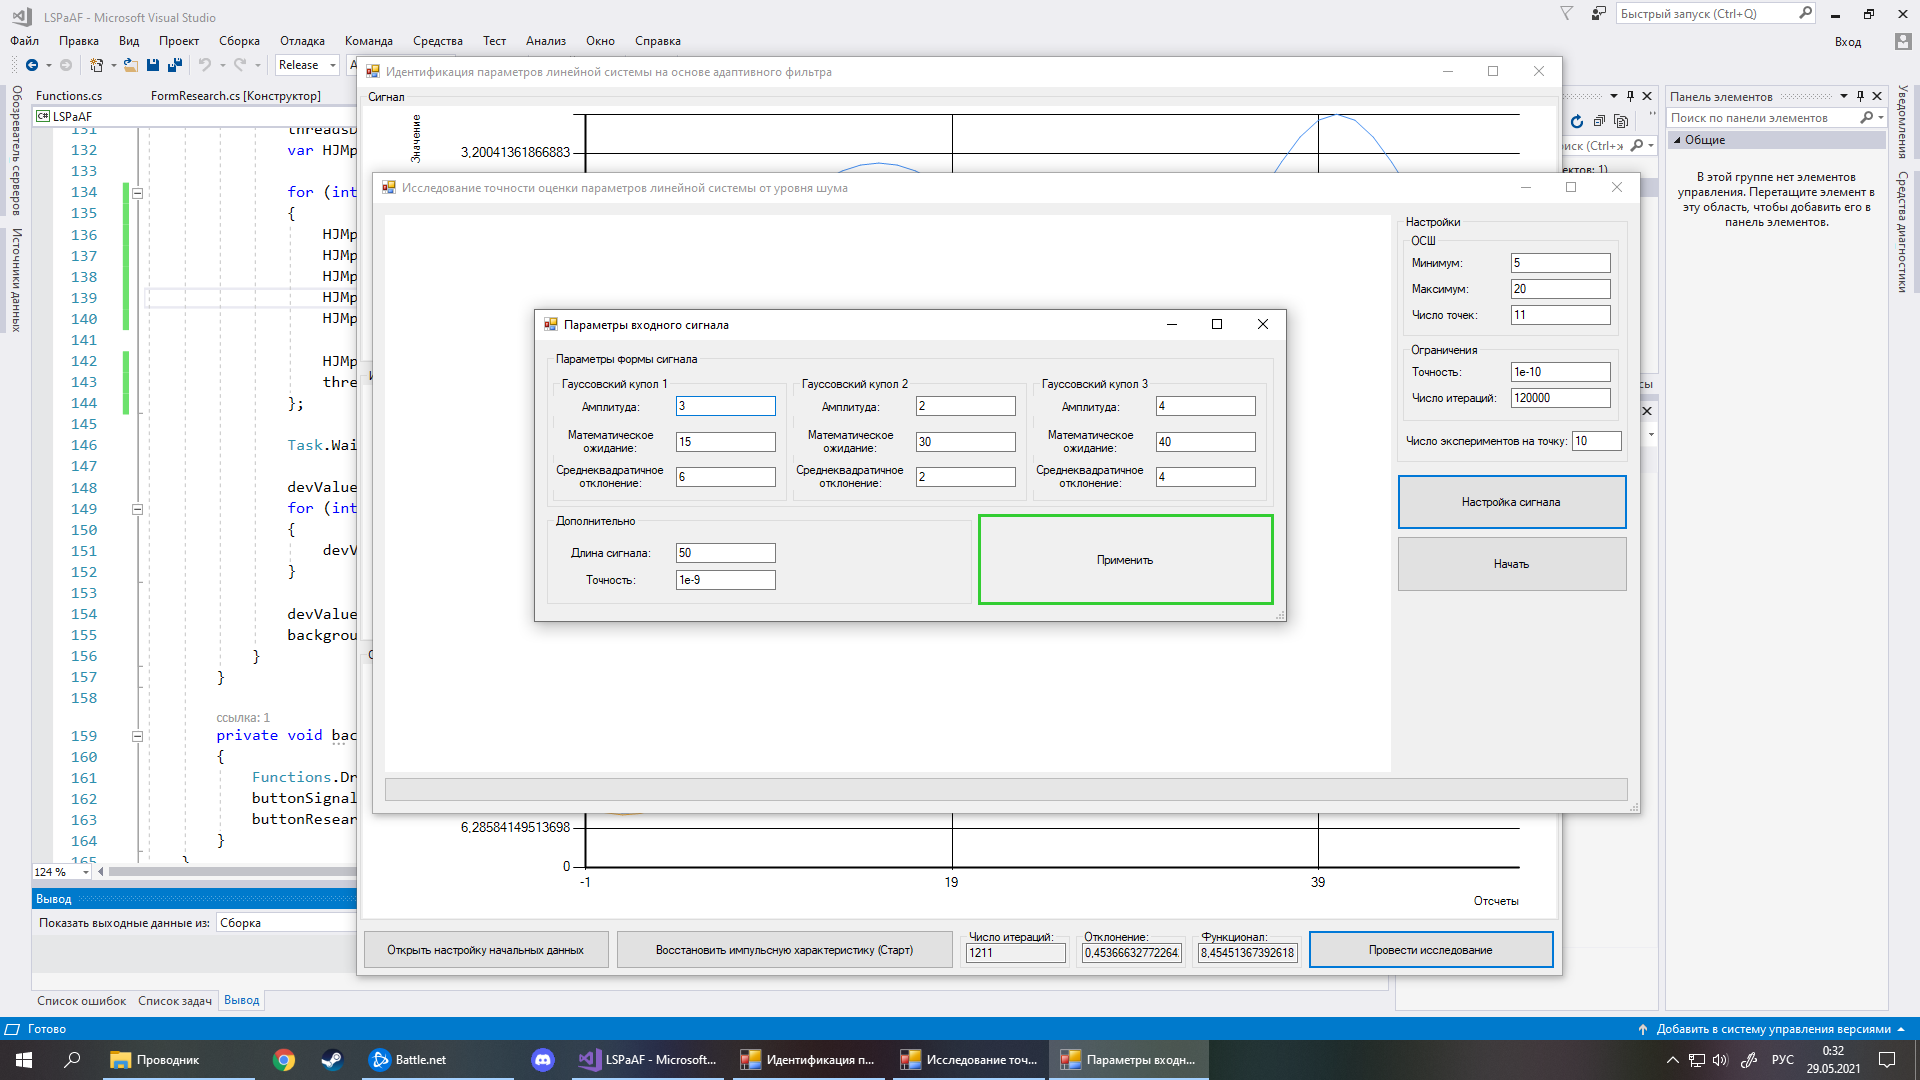 LSPaAF - Microsoft Visual Studio
Быстрый запуск (Ctrl+Q)
Файл Правка Вид Проект Сборка Отладка Команда Средства Тест Анализ Окно Справка
Вход
Release
Обозреватель серверов
Источники данных
Functions.cs FormResearch.cs [Конструктор]
LSPaAF
131
132 var HJMp
133
134 for (int
135 {
136 HJMp
137 HJMp
138 HJMp
139 HJMp
140 HJMp
141
142 HJMp
143 thre
144 };
145
146 Task.Wai
147
148 devValue
149 for (int
150 {
151 devV
152 }
153
154 devValue
155 backgrou
156 }
157 }
158
ссылка: 1
159 private void bac
160 {
161 Functions.Dr
162 buttonSignal
163 buttonResear
164 }
165 }
124 %
Вывод
Показать выходные данные из: Сборка
Список ошибок Список задач Вывод
Готово
Добавить в систему управления версиями
Идентификация параметров линейной системы на основе адаптивного фильтра
Сигнал
Значение
3,20041361866883
6,28584149513698
0
-1 19 39
Отсчеты
Открыть настройку начальных данных
Восстановить импульсную характеристику (Старт)
Число итераций:
1211
Отклонение:
0,45366632772264
Функционал:
8,45451367392618
Провести исследование
Исследование точности оценки параметров линейной системы от уровня шума
Настройки
ОСШ
Минимум: 5
Максимум: 20
Число точек: 11
Ограничения
Точность: 1e-10
Число итераций: 120000
Число экспериментов на точку: 10
Настройка сигнала
Начать
Параметры входного сигнала
Параметры формы сигнала
Гауссовский купол 1
Амплитуда: 3
Математическое
ожидание: 15
Среднеквадратичное
отклонение: 6
Гауссовский купол 2
Амплитуда: 2
Математическое
ожидание: 30
Среднеквадратичное
отклонение: 2
Гауссовский купол 3
Амплитуда: 4
Математическое
ожидание: 40
Среднеквадратичное
отклонение: 4
Дополнительно
Длина сигнала: 50
Точность: 1e-9
Применить
Панель элементов
Поиск по панели элементов
Общие
В этой группе нет элементов
управления. Перетащите элемент в
эту область, чтобы добавить его в
панель элементов.
Уведомления
Средства диагностики
Проводник
Battle.net
LSPaAF - Microsoft...
Идентификация п...
Исследование точ...
Параметры входн...
РУС
0:32
29.05.2021